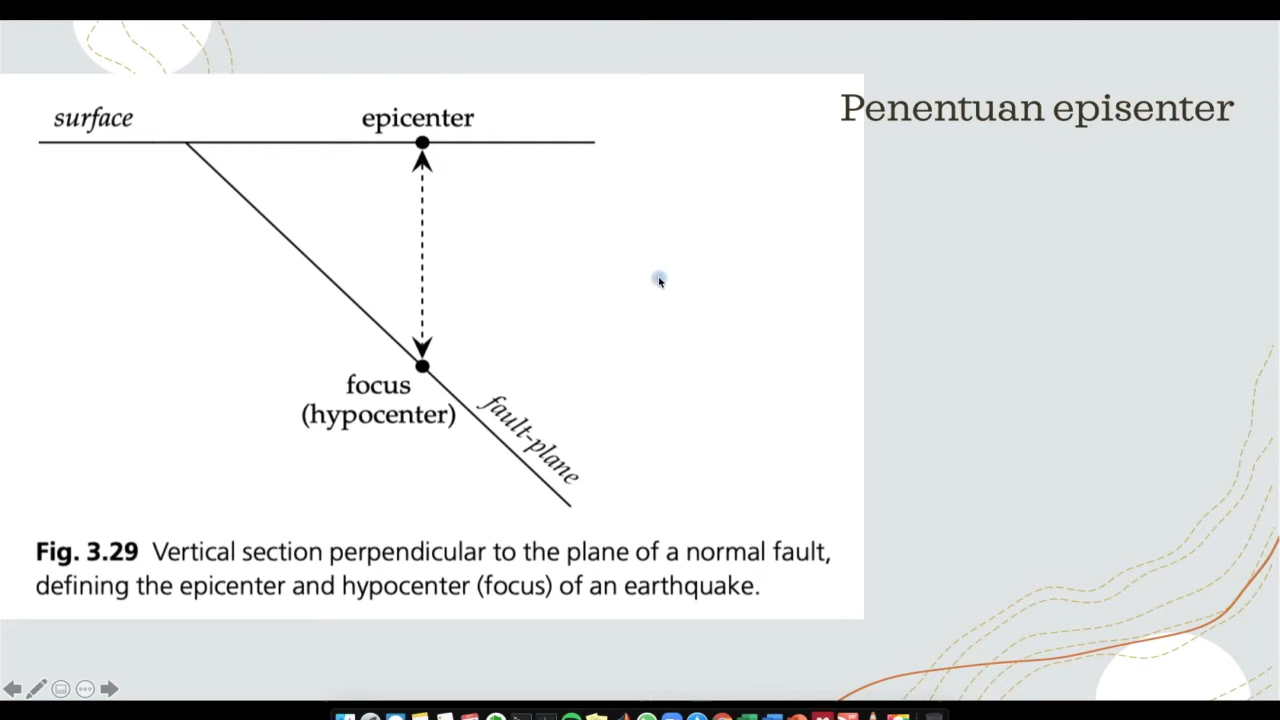 Penentuan episenter
surface
epicenter
focus
(hypocenter)
fault-plane
Fig. 3.29 Vertical section perpendicular to the plane of a normal fault,
defining the epicenter and hypocenter (focus) of an earthquake.